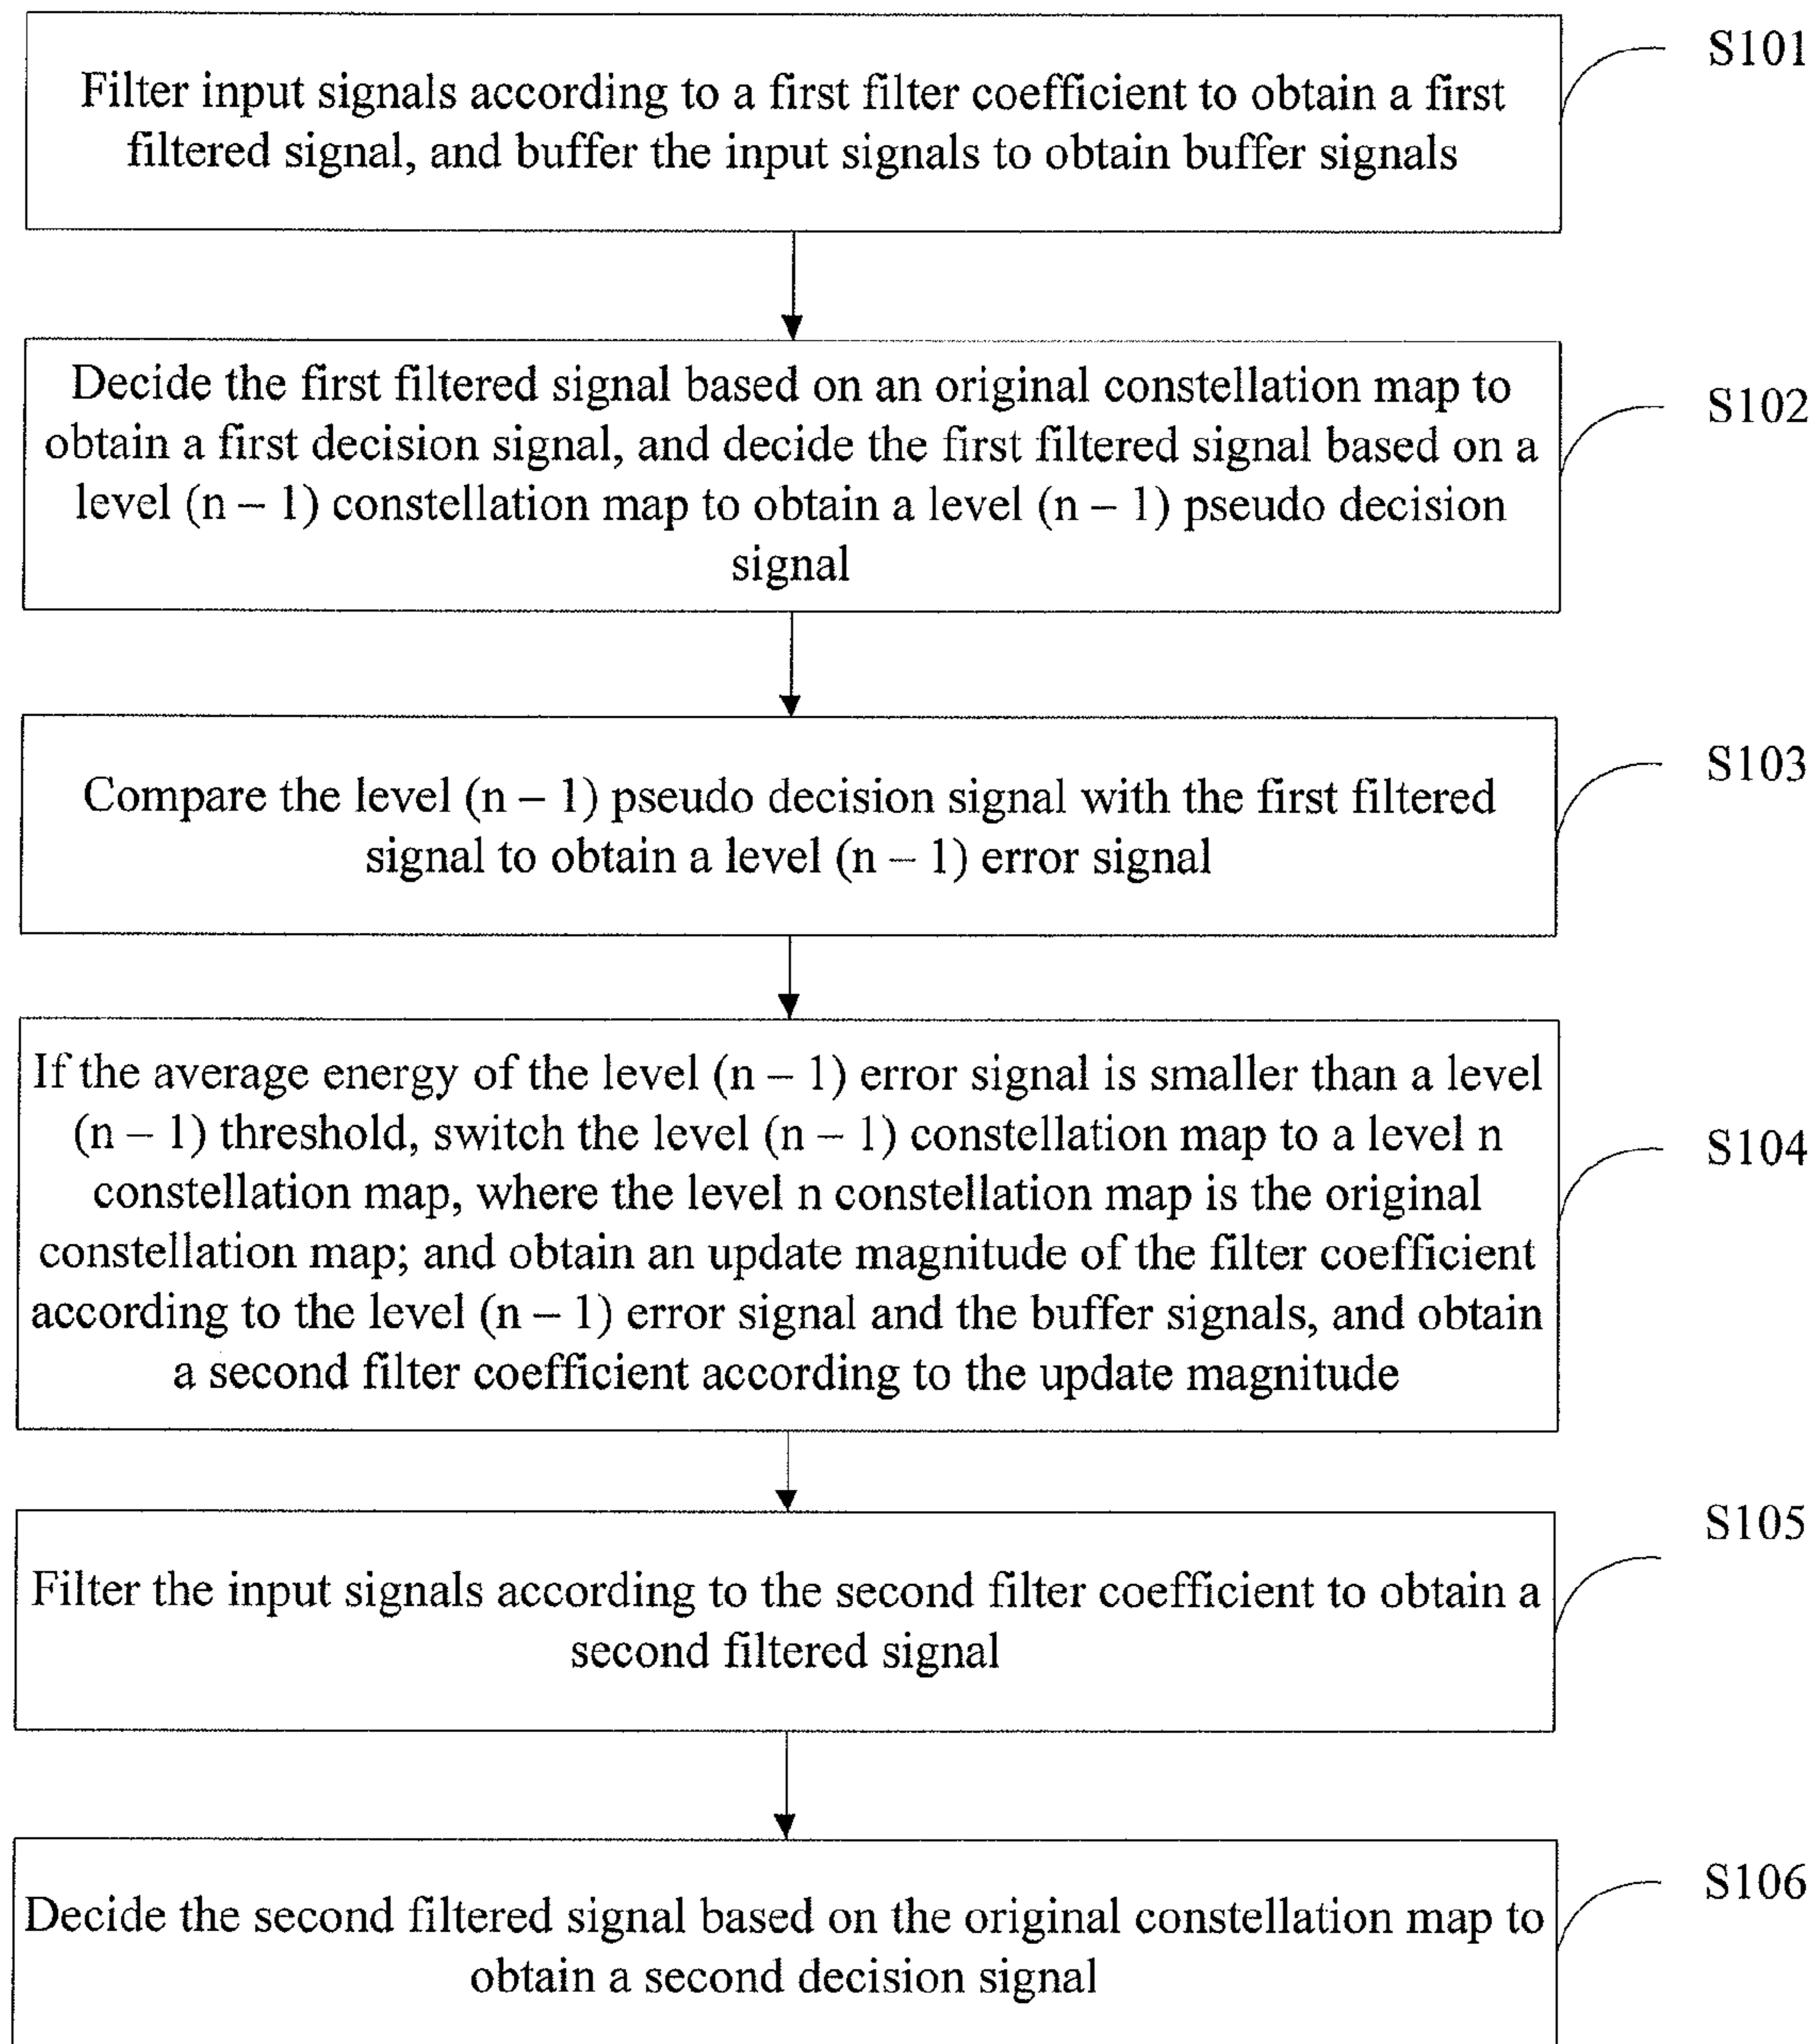 Filter input signals according to a first filter coefficient to obtain a first
filtered signal, and buffer the input signals to obtain buffer signals
S101
Decide the first filtered signal based on an original constellation map to
obtain a first decision signal, and decide the first filtered signal based on a
level (n – 1) constellation map to obtain a level (n – 1) pseudo decision
signal
S102
Compare the level (n – 1) pseudo decision signal with the first filtered
signal to obtain a level (n – 1) error signal
S103
If the average energy of the level (n – 1) error signal is smaller than a level
(n – 1) threshold, switch the level (n – 1) constellation map to a level n
constellation map, where the level n constellation map is the original
constellation map; and obtain an update magnitude of the filter coefficient
according to the level (n – 1) error signal and the buffer signals, and obtain
a second filter coefficient according to the update magnitude
S104
Filter the input signals according to the second filter coefficient to obtain a
second filtered signal
S105
Decide the second filtered signal based on the original constellation map to
obtain a second decision signal
S106